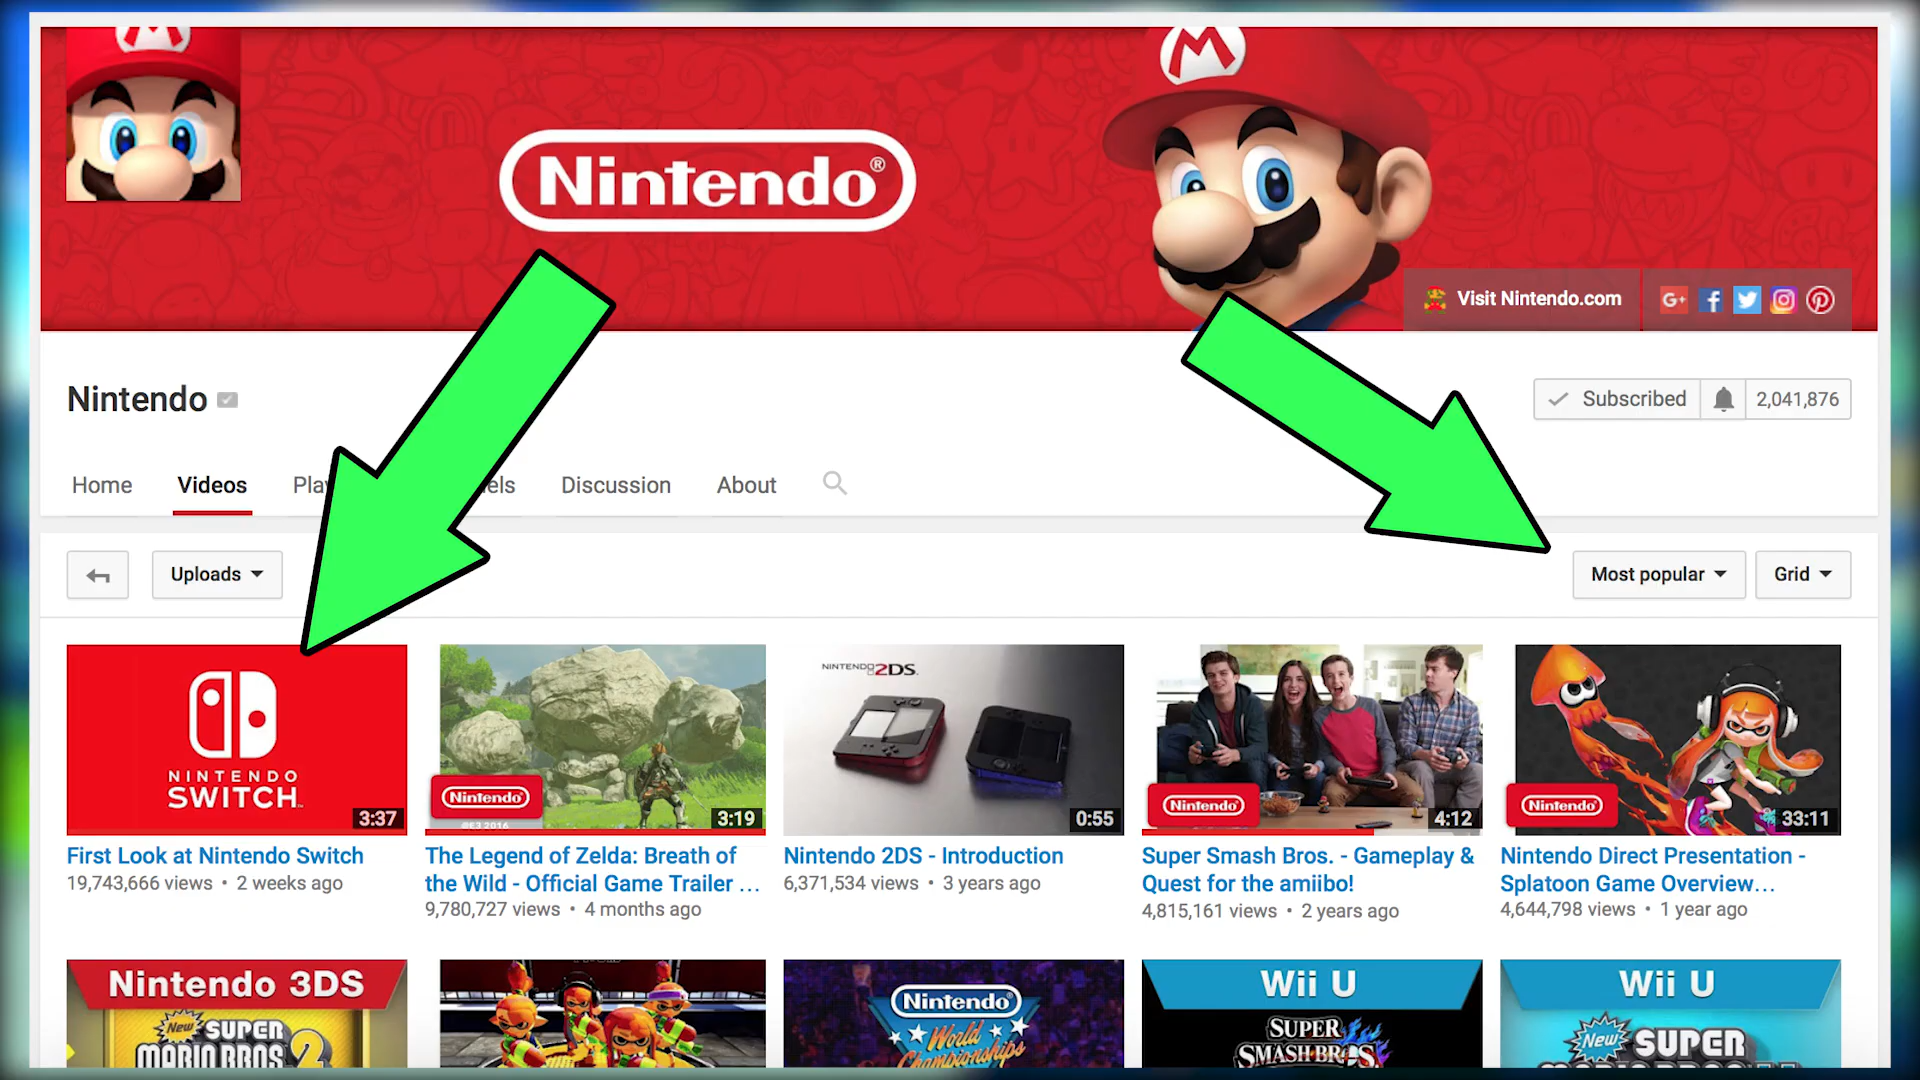 M
M
Nintendo®
Visit Nintendo.com
G+
Nintendo
Subscribed
2,041,876
Home
Videos
Discussion
About
Uploads
Most popular
Grid
NINTENDO
SWITCH™
3:37
Nintendo
3:19
NINTENDO2DS™
0:55
Nintendo
4:12
Nintendo
33:11
First Look at Nintendo Switch
19,743,666 views • 2 weeks ago
The Legend of Zelda: Breath of
the Wild - Official Game Trailer ...
9,780,727 views • 4 months ago
Nintendo 2DS - Introduction
6,371,534 views • 3 years ago
Super Smash Bros. - Gameplay &
Quest for the amiibo!
4,815,161 views • 2 years ago
Nintendo Direct Presentation -
Splatoon Game Overview...
4,644,798 views • 1 year ago
Nintendo 3DS
New SUPER
MARIO BROS 2
Nintendo®
World
Championships
Wii U
SUPER
SMASH BROS
Wii U
New SUPER